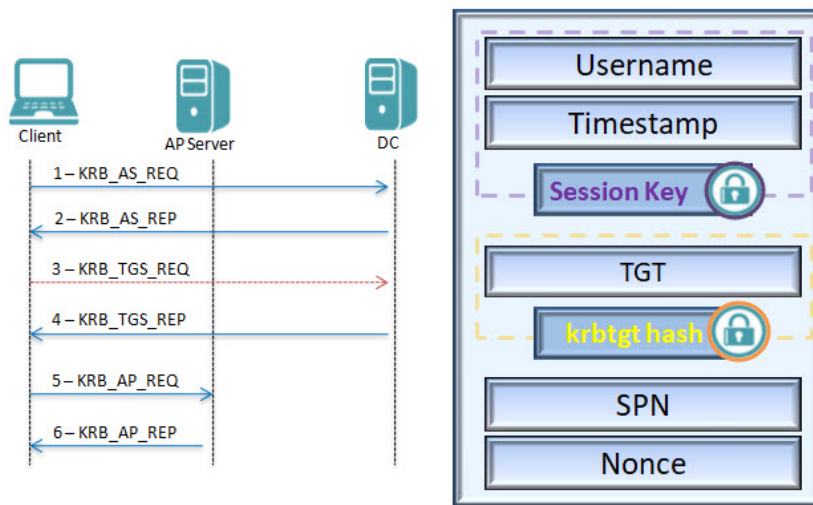 Client
AP Server
DC
1 – KRB_AS_REQ
2 – KRB_AS_REP
3 – KRB_TGS_REQ
4 – KRB_TGS_REP
5 – KRB_AP_REQ
6 – KRB_AP_REP
Username
Timestamp
Session Key
TGT
krbtgt hash
SPN
Nonce